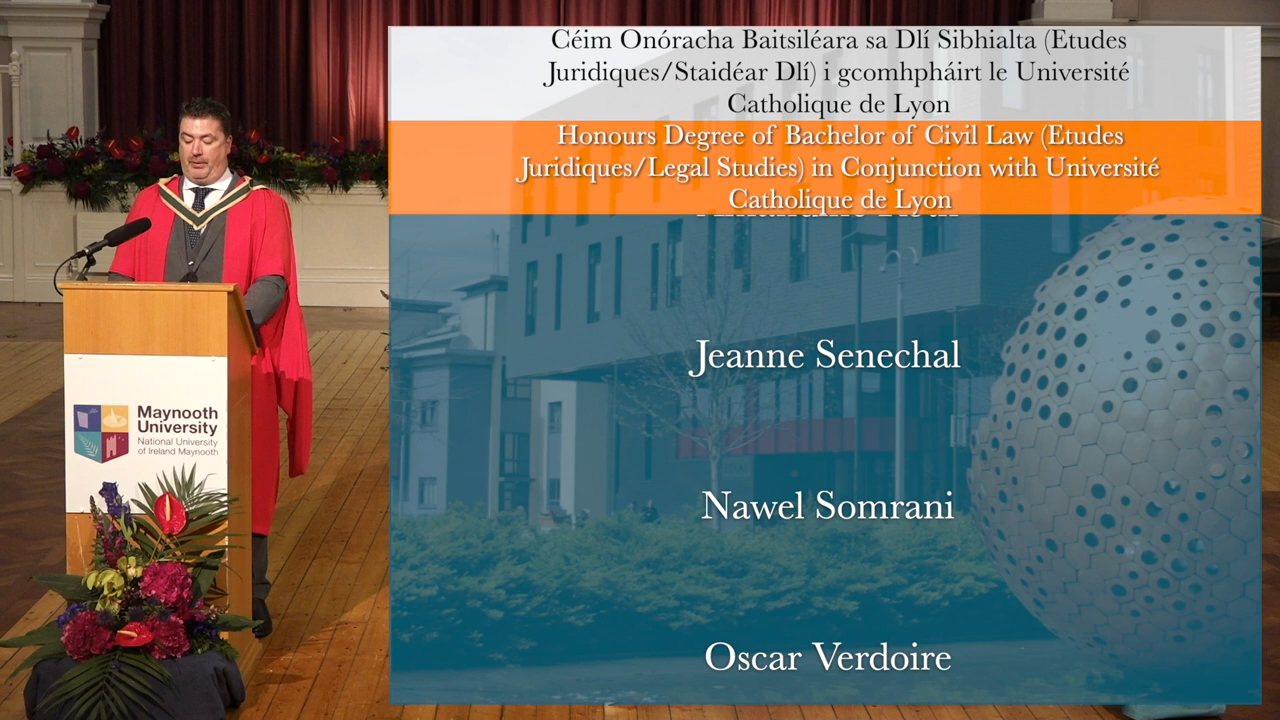 Céim Onóracha Baitsiléara sa Dlí Sibhialta (Etudes
Juridiques/Staidéar Dlí) i gcomhpháirt le Université
Catholique de Lyon
Honours Degree of Bachelor of Civil Law (Etudes
Juridiques/Legal Studies) in Conjunction with Université
Catholique de Lyon
Jeanne Senechal
Nawel Somrani
Oscar Verdoire
Maynooth
University
National University
of Ireland Maynooth